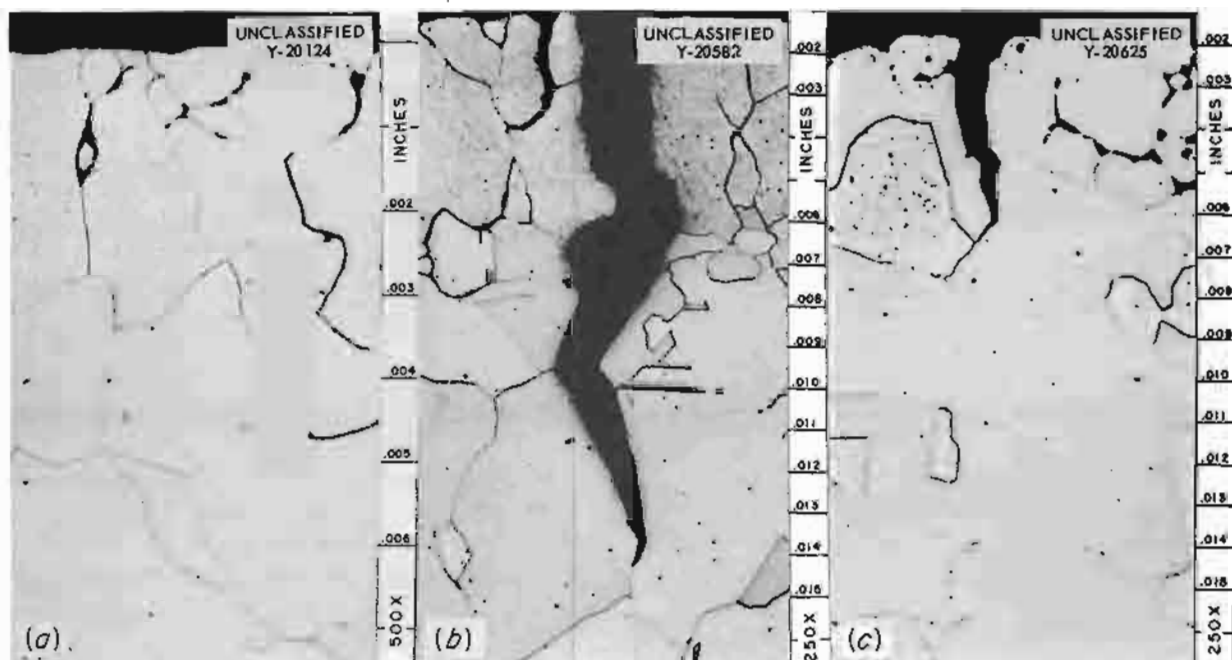 UNCLASSIFIED
Y-20124
INCHES
.002
.003
.004
.005
.006
500X
(a)
UNCLASSIFIED
Y-20582
.002
.003
INCHES
.006
.007
.008
.009
.010
.011
.012
.013
.014
.015
250X
(b)
UNCLASSIFIED
Y-20625
.002
.003
INCHES
.006
.007
.008
.009
.010
.011
.012
.013
.014
.015
250X
(c)